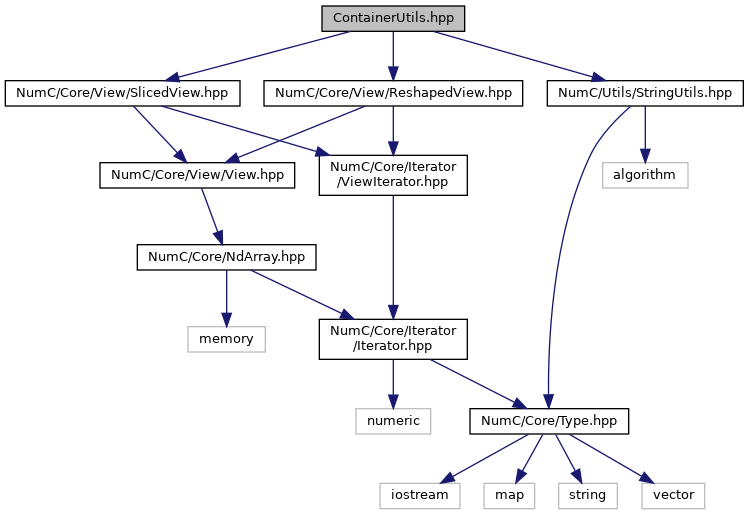 ContainerUtils.hpp
NumC/Core/View/SlicedView.hpp
NumC/Core/View/ReshapedView.hpp
NumC/Utils/StringUtils.hpp
NumC/Core/View/View.hpp
NumC/Core/Iterator
/ViewIterator.hpp
algorithm
NumC/Core/NdArray.hpp
memory
NumC/Core/Iterator
/Iterator.hpp
numeric
NumC/Core/Type.hpp
iostream
map
string
vector